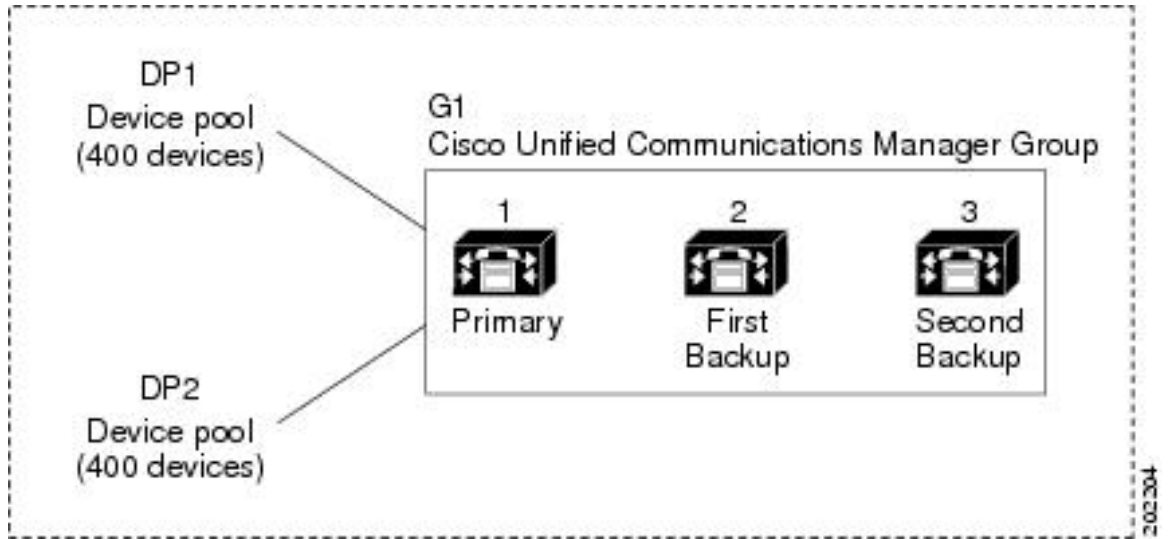 DP1
Device pool
(400 devices)
G1
Cisco Unified Communications Manager Group
1
2
3
Primary
First
Backup
Second
Backup
DP2
Device pool
(400 devices)
202204